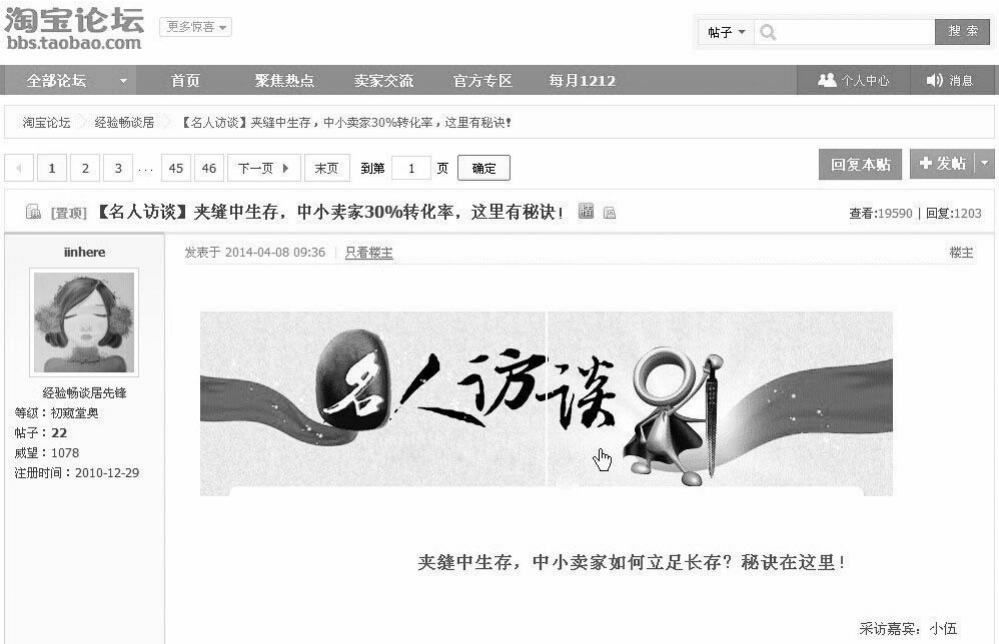 淘宝论坛
bbs.taobao.com
更多惊喜
帖子
搜索
全部论坛 首页 聚焦热点 卖家交流 官方专区 每月1212 个人中心 消息
淘宝论坛 经验畅谈居 【名人访谈】夹缝中生存，中小卖家30%转化率，这里有秘诀！
1 2 3 ... 45 46 下一页 末页 到第 1 页 确定
回复本贴 发帖
[置顶] 【名人访谈】夹缝中生存，中小卖家30%转化率，这里有秘诀！
查看:19590 | 回复:1203
iinhere
发表于 2014-04-08 09:36 | 只看楼主
楼主
名人访谈
经验畅谈居先锋
等级：初窥堂奥
帖子：22
威望：1078
注册时间：2010-12-29
夹缝中生存，中小卖家如何立足长存？秘诀在这里！
采访嘉宾：小伍